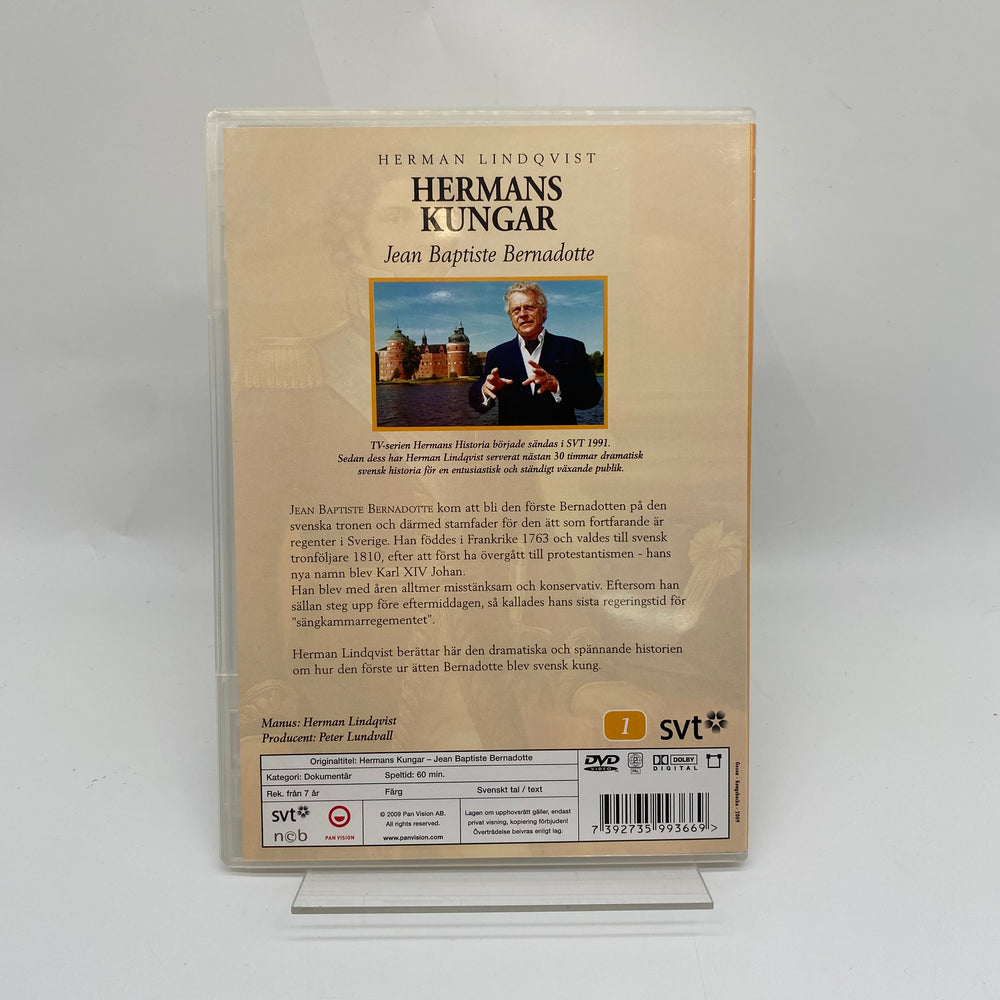 HERMAN LINDQVIST
HERMANS
KUNGAR
Jean Baptiste Bernadotte
TV-serien Hermans Historia började sändas i SVT 1991.
Sedan dess har Herman Lindqvist serverat nästan 30 timmar dramatisk
svensk historia för en entusiastisk och ständigt växande publik.
JEAN BAPTISTE BERNADOTTE kom att bli den förste Bernadotten på den
svenska tronen och därmed stamfader för den ätt som fortfarande är
regenter i Sverige. Han föddes i Frankrike 1763 och valdes till svensk
tronföljare 1810, efter att först ha övergått till protestantismen - hans
nya namn blev Karl XIV Johan.
Han blev med åren alltmer misstänksam och konservativ. Eftersom han
sällan steg upp före eftermiddagen, så kallades hans sista regeringstid för
"sängkammarregementet".
Herman Lindqvist berättar här den dramatiska och spännande historien
om hur den förste ur ätten Bernadotte blev svensk kung.
Manus: Herman Lindqvist
Producent: Peter Lundvall
1 svt
Originaltitel: Hermans Kungar – Jean Baptiste Bernadotte
Kategori: Dokumentär Speltid: 60 min.
Rek. från 7 år Färg Svenskt tal / text
DVD VIDEO PAL DOLBY DIGITAL
svt
ncb
PAN VISION
© 2009 Pan Vision AB.
All rights reserved.
www.panvision.com
Lagen om upphovsrätt gäller, endast
privat visning, kopiering förbjuden!
Överträdelse beivras enligt lag.
7 392735 993669 >